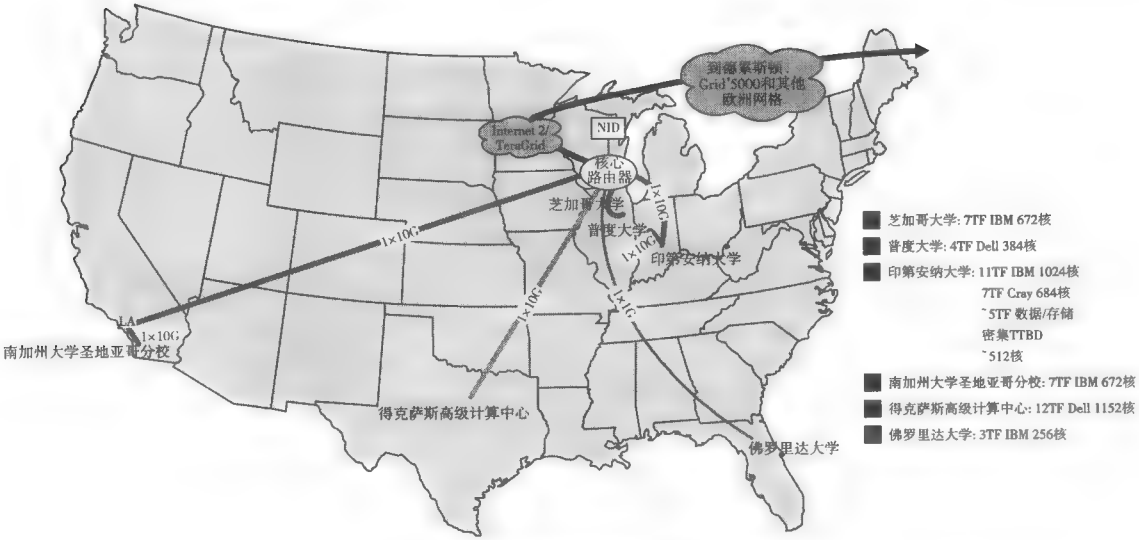 到德累斯顿、
Grid'5000和其他
欧洲网格
Internet 2/
TeraGrid
NID
核心
路由器
1×10G
芝加哥大学
普度大学
1×10G
印第安纳大学
1×10G
1×10G
1×1G
LA
1×10G
南加州大学圣地亚哥分校
得克萨斯高级计算中心
佛罗里达大学
芝加哥大学: 7TF IBM 672核
普度大学: 4TF Dell 384核
印第安纳大学: 11TF IBM 1024核
7TF Cray 684核
~5TF 数据/存储
密集TTBD
~512核
南加州大学圣地亚哥分校: 7TF IBM 672核
得克萨斯高级计算中心: 12TF Dell 1152核
佛罗里达大学: 3TF IBM 256核